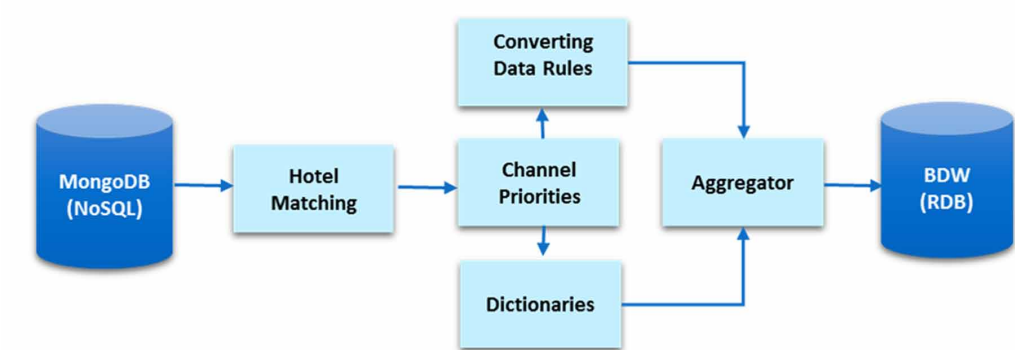 Converting
Data Rules
MongoDB
(NoSQL)
Hotel
Matching
Channel
Priorities
Aggregator
BDW
(RDB)
Dictionaries